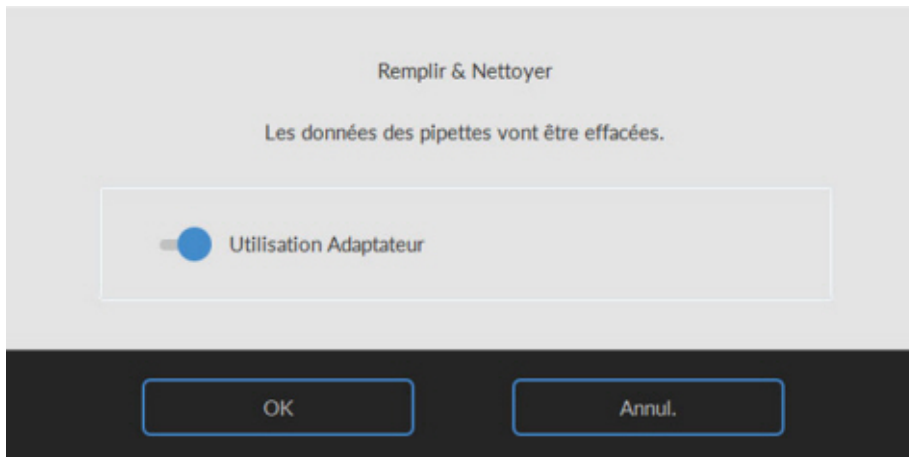 Remplir & Nettoyer
Les données des pipettes vont être effacées.
Utilisation Adaptateur
OK
Annul.